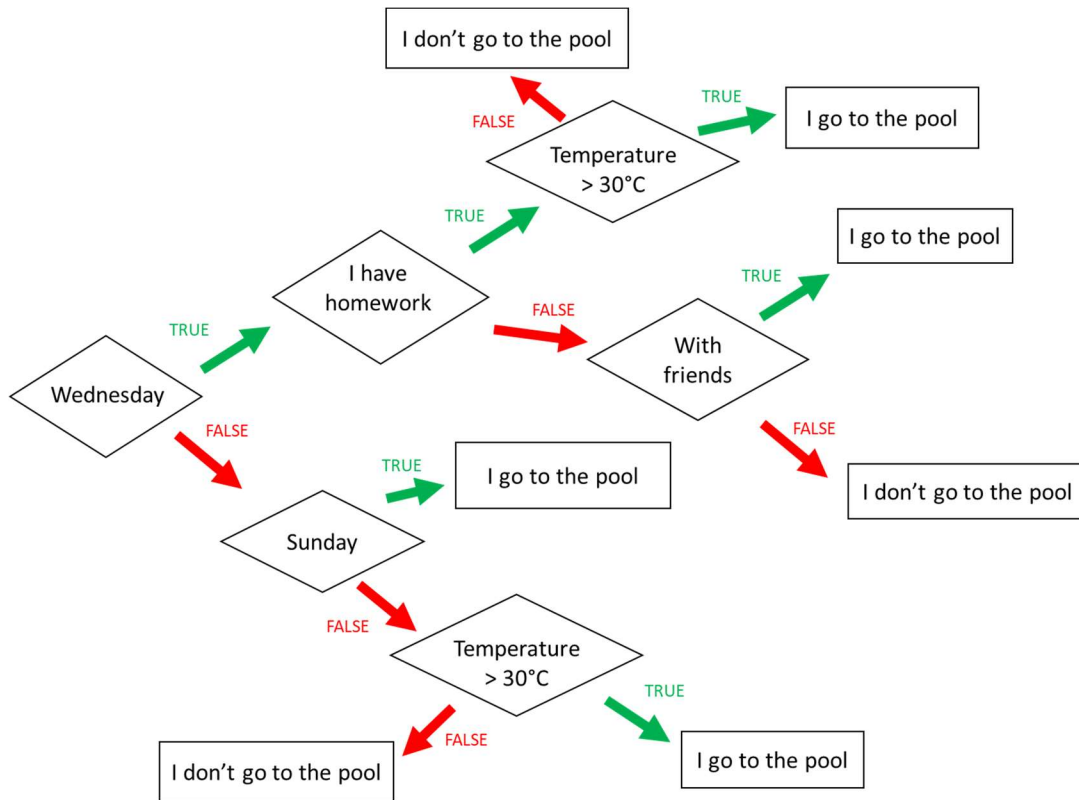 I don't go to the pool
TRUE
FALSE
I go to the pool
Temperature
> 30°C
TRUE
I go to the pool
I have
homework
TRUE
FALSE
TRUE
With
friends
Wednesday
FALSE
FALSE
TRUE
I go to the pool
I don't go to the pool
Sunday
FALSE
Temperature
> 30°C
TRUE
FALSE
I don't go to the pool
I go to the pool